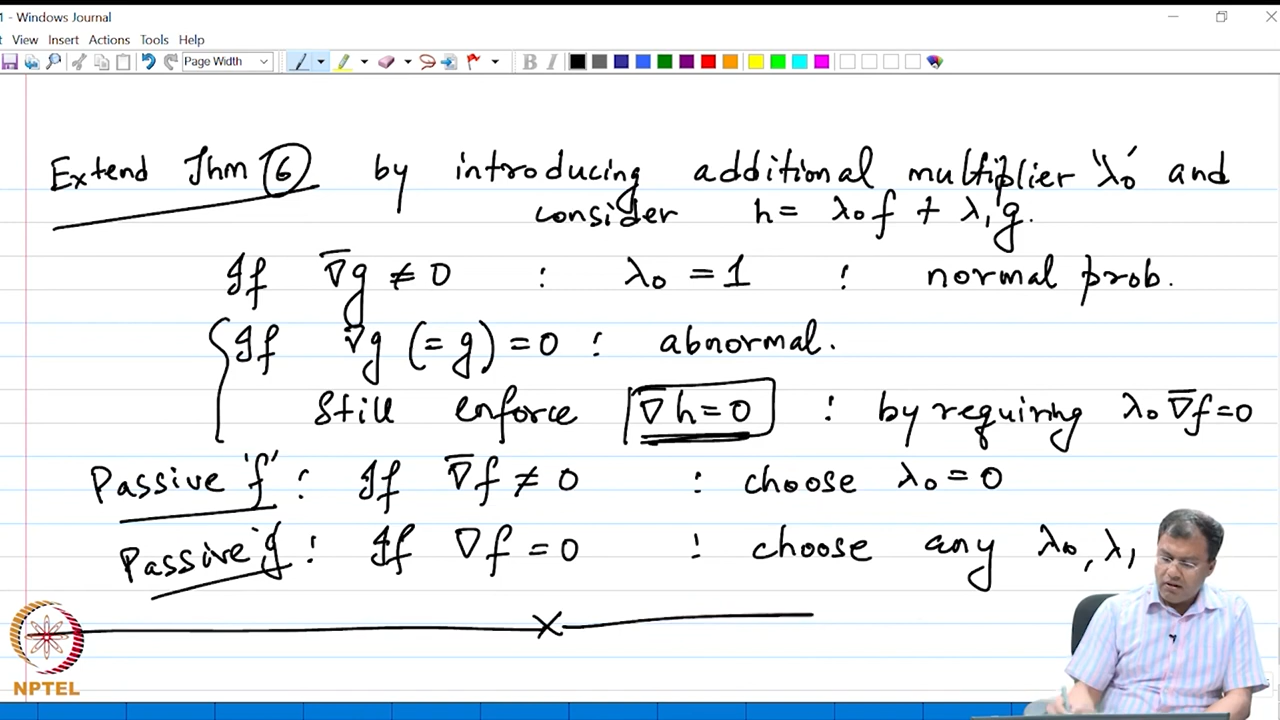 1 - Windows Journal
View Insert Actions Tools Help
Page Width B I
Extend Thm 6 by introducing additional multiplier 'λ₀' and
consider h = λ₀f + λ₁g.
If ∇̅g ≠ 0 : λ₀ = 1 : normal prob.
If ∇̅g (= g) = 0 : abnormal.
Still enforce ∇̅h = 0 : by requiring λ₀∇̅f = 0
Passive 'f' : If ∇̅f ≠ 0 : choose λ₀ = 0
Passive 'g' : If ∇f = 0 : choose any λ₀, λ₁
NPTEL